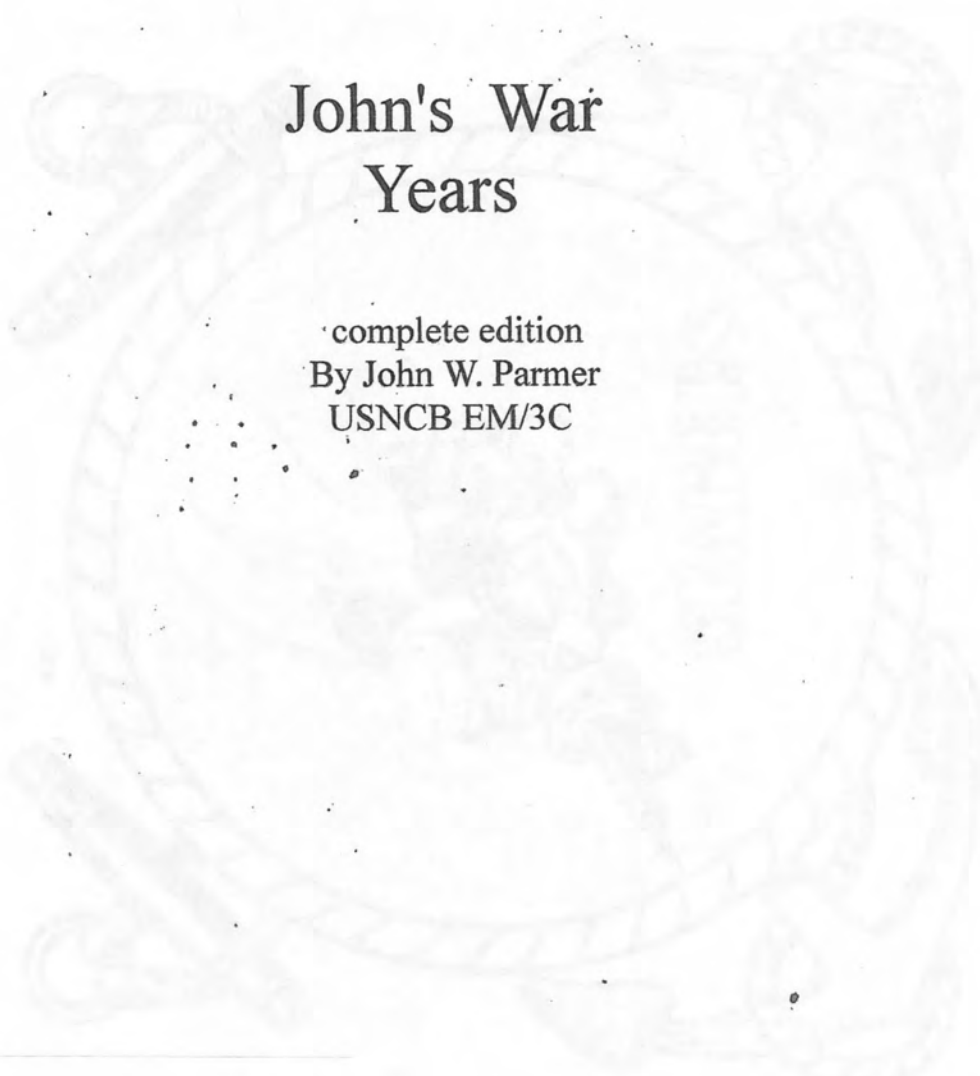 John's War
Years
complete edition
By John W. Parmer
USNCB EM/3C